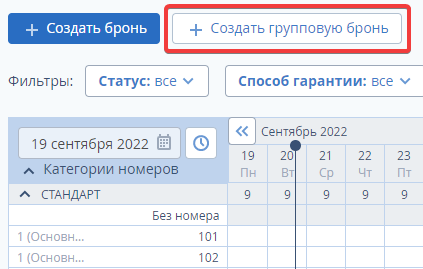 + Создать бронь
+ Создать групповую бронь
Фильтры:
Статус: все
Способ гарантии: все
19 сентября 2022
Сентябрь 2022
19 20 21 22 23
Пн Вт Ср Чт Пт
Категории номеров
СТАНДАРТ 9 9 9 9 9
Без номера
1 (Основн... 101
1 (Основн... 102